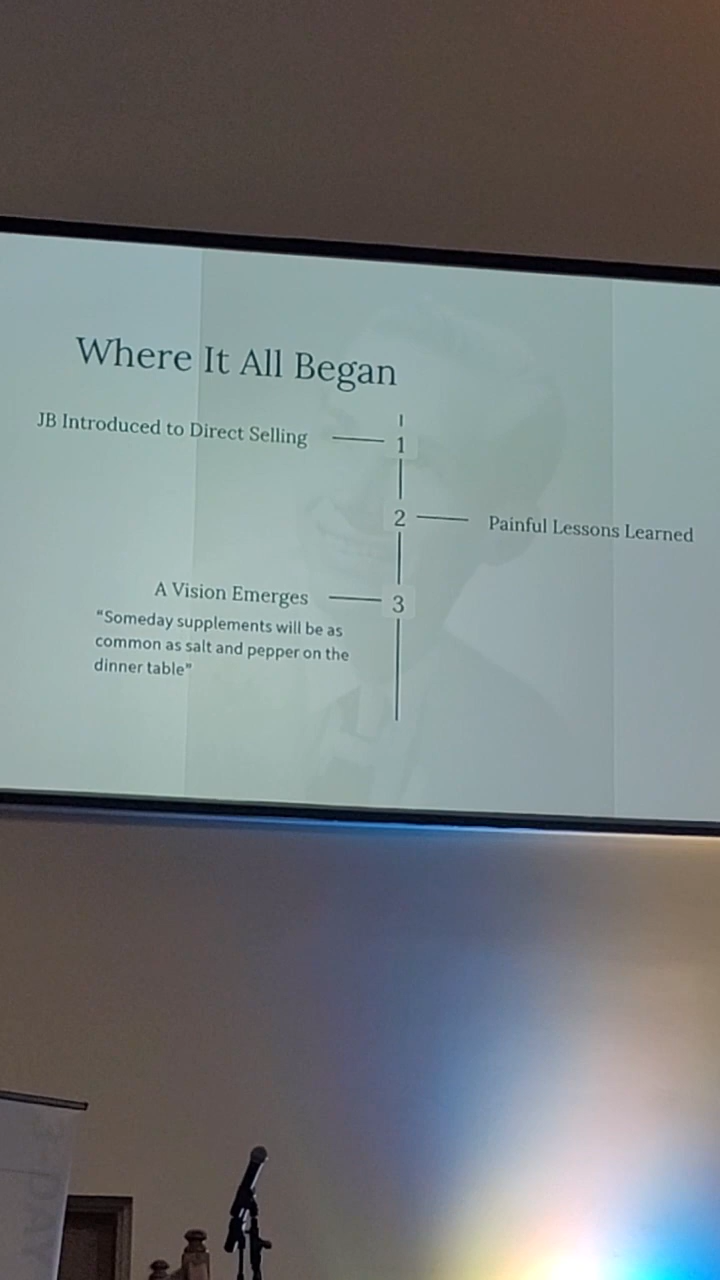 Where It All Began
JB Introduced to Direct Selling
1
2
Painful Lessons Learned
A Vision Emerges
3
"Someday supplements will be as
common as salt and pepper on the
dinner table"